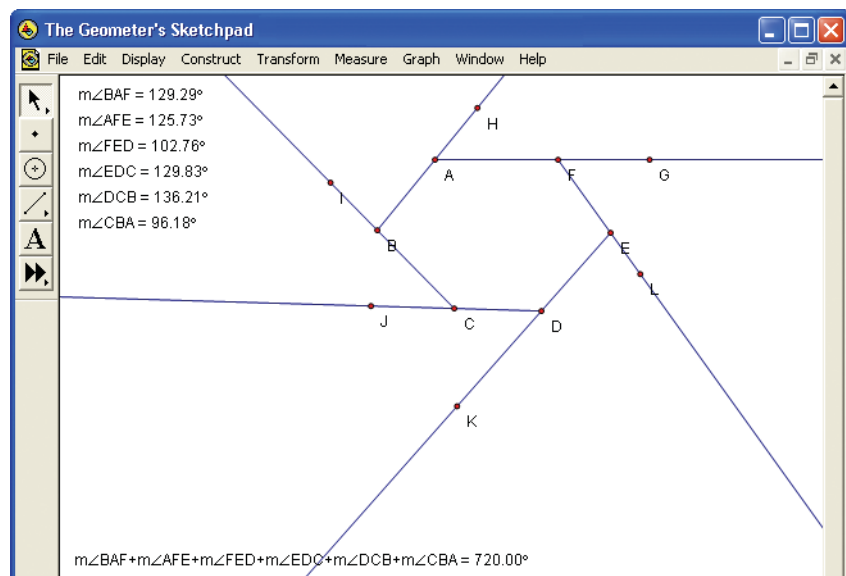 The Geometer's Sketchpad
File Edit Display Construct Transform Measure Graph Window Help
m∠BAF = 129.29°
m∠AFE = 125.73°
m∠FED = 102.76°
m∠EDC = 129.83°
m∠DCB = 136.21°
m∠CBA = 96.18°
H
A F G
I
B
E
L
J C D
K
A
m∠BAF+m∠AFE+m∠FED+m∠EDC+m∠DCB+m∠CBA = 720.00°